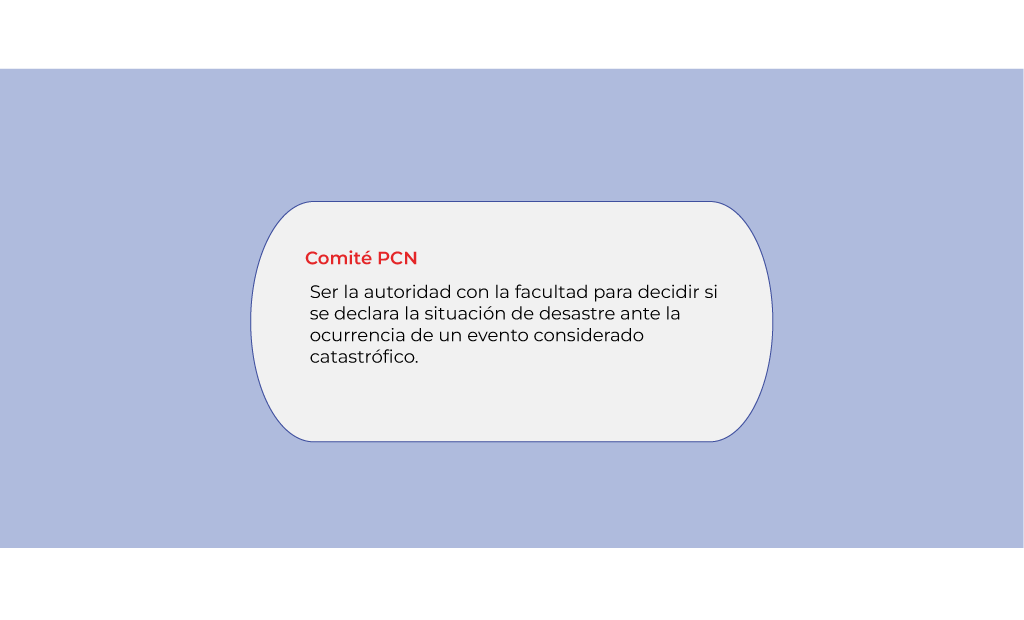 Comité PCN
Ser la autoridad con la facultad para decidir si
se declara la situación de desastre ante la
ocurrencia de un evento considerado
catastrófico.